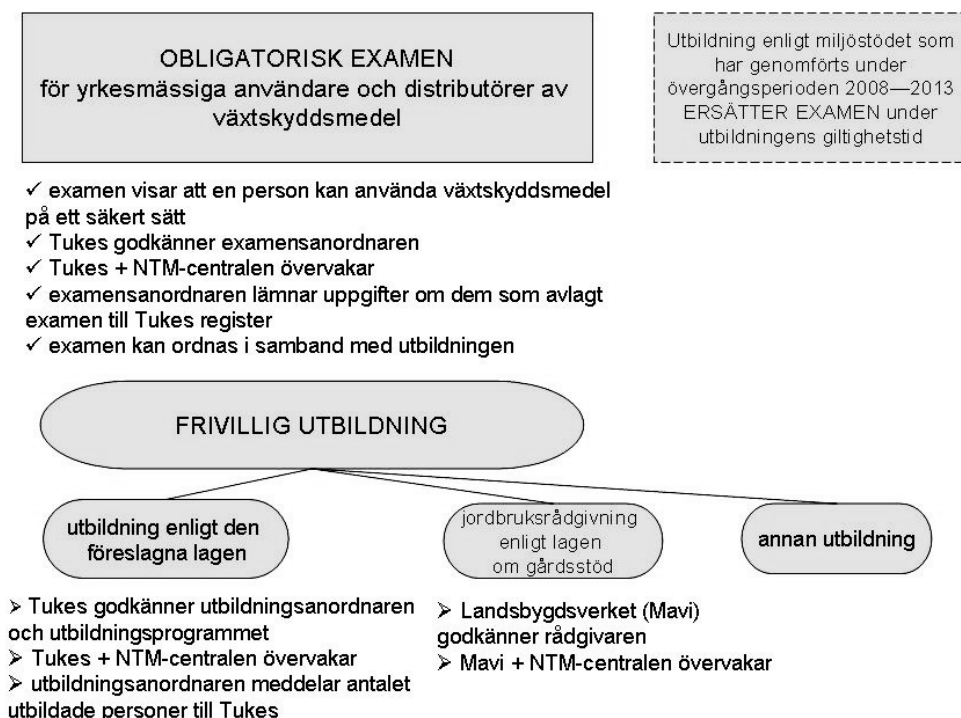 OBLIGATORISK EXAMEN
för yrkesmässiga användare och distributörer av
växtskyddsmedel
Utbildning enligt miljöstödet som
har genomförts under
övergångsperioden 2008—2013
ERSÄTTER EXAMEN under
utbildningens giltighetstid
✓ examen visar att en person kan använda växtskyddsmedel
på ett säkert sätt
✓ Tukes godkänner examensanordnaren
✓ Tukes + NTM-centralen övervakar
✓ examensanordnaren lämnar uppgifter om dem som avlagt
examen till Tukes register
✓ examen kan ordnas i samband med utbildningen
FRIVILLIG UTBILDNING
utbildning enligt den
föreslagna lagen
jordbruksrådgivning
enligt lagen
om gårdsstöd
annan utbildning
➢ Tukes godkänner utbildningsanordnaren
och utbildningsprogrammet
➢ Tukes + NTM-centralen övervakar
➢ utbildningsanordnaren meddelar antalet
utbildade personer till Tukes
➢ Landsbygdsverket (Mavi)
godkänner rådgivaren
➢ Mavi + NTM-centralen övervakar